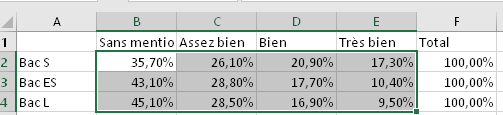 A B C D E F
1 Sans mentio Assez bien Bien Très bien Total
2 Bac S 35,70% 26,10% 20,90% 17,30% 100,00%
3 Bac ES 43,10% 28,80% 17,70% 10,40% 100,00%
4 Bac L 45,10% 28,50% 16,90% 9,50% 100,00%